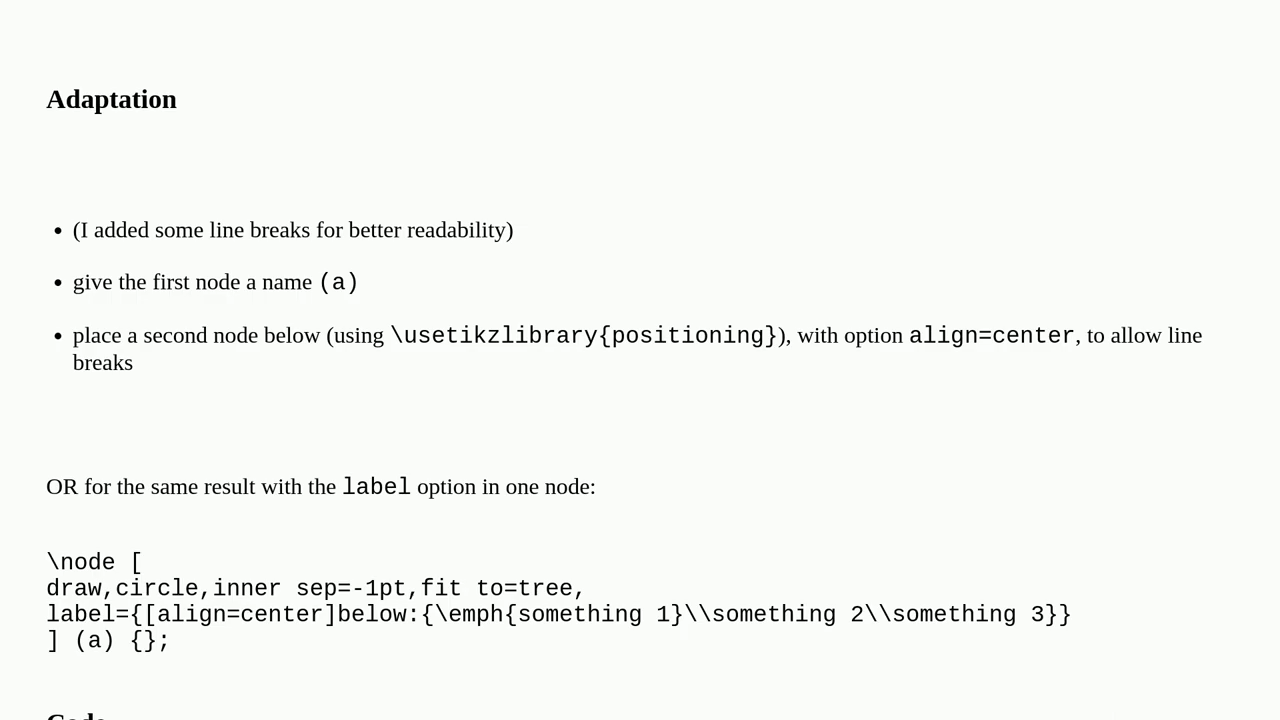 Adaptation
• (I added some line breaks for better readability)
• give the first node a name (a)
• place a second node below (using \usetikzlibrary{positioning}), with option align=center, to allow line
breaks
OR for the same result with the label option in one node:
\node [
draw,circle,inner sep=-1pt,fit to=tree,
label={[align=center]below:{\emph{something 1}\\something 2\\something 3}}
] (a) {};
Code